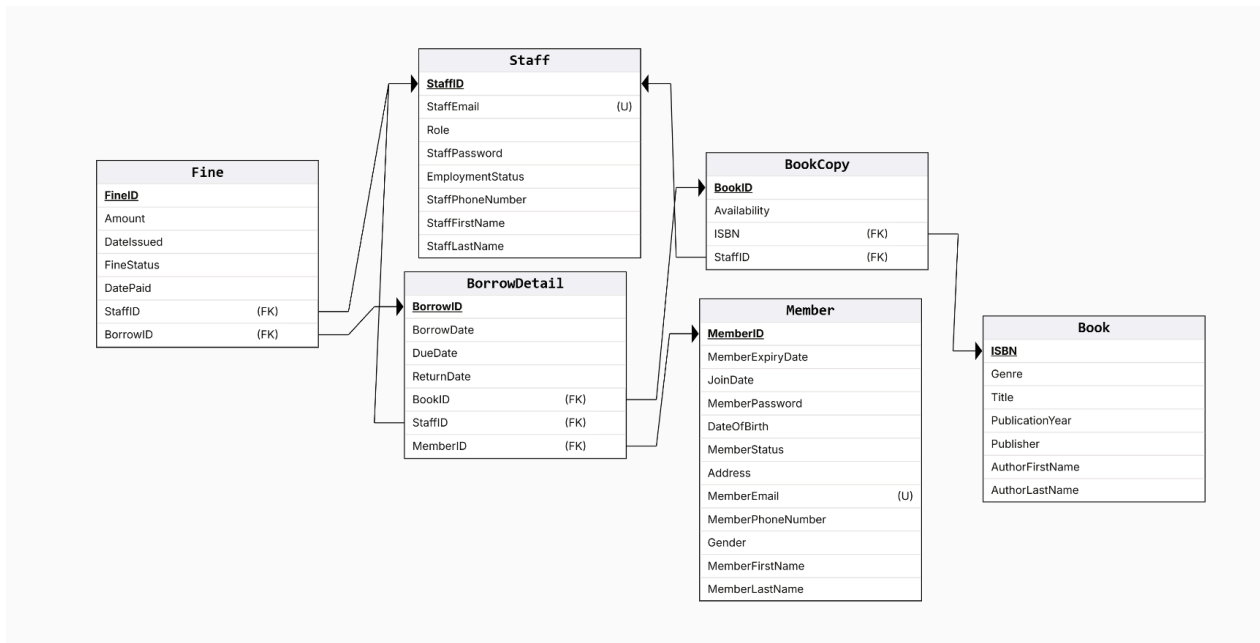 Staff
StaffID
StaffEmail (U)
Role
StaffPassword
EmploymentStatus
StaffPhoneNumber
StaffFirstName
StaffLastName
Fine
FineID
Amount
DateIssued
FineStatus
DatePaid
StaffID (FK)
BorrowID (FK)
BookCopy
BookID
Availability
ISBN (FK)
StaffID (FK)
BorrowDetail
BorrowID
BorrowDate
DueDate
ReturnDate
BookID (FK)
StaffID (FK)
MemberID (FK)
Member
MemberID
MemberExpiryDate
JoinDate
MemberPassword
DateOfBirth
MemberStatus
Address
MemberEmail (U)
MemberPhoneNumber
Gender
MemberFirstName
MemberLastName
Book
ISBN
Genre
Title
PublicationYear
Publisher
AuthorFirstName
AuthorLastName